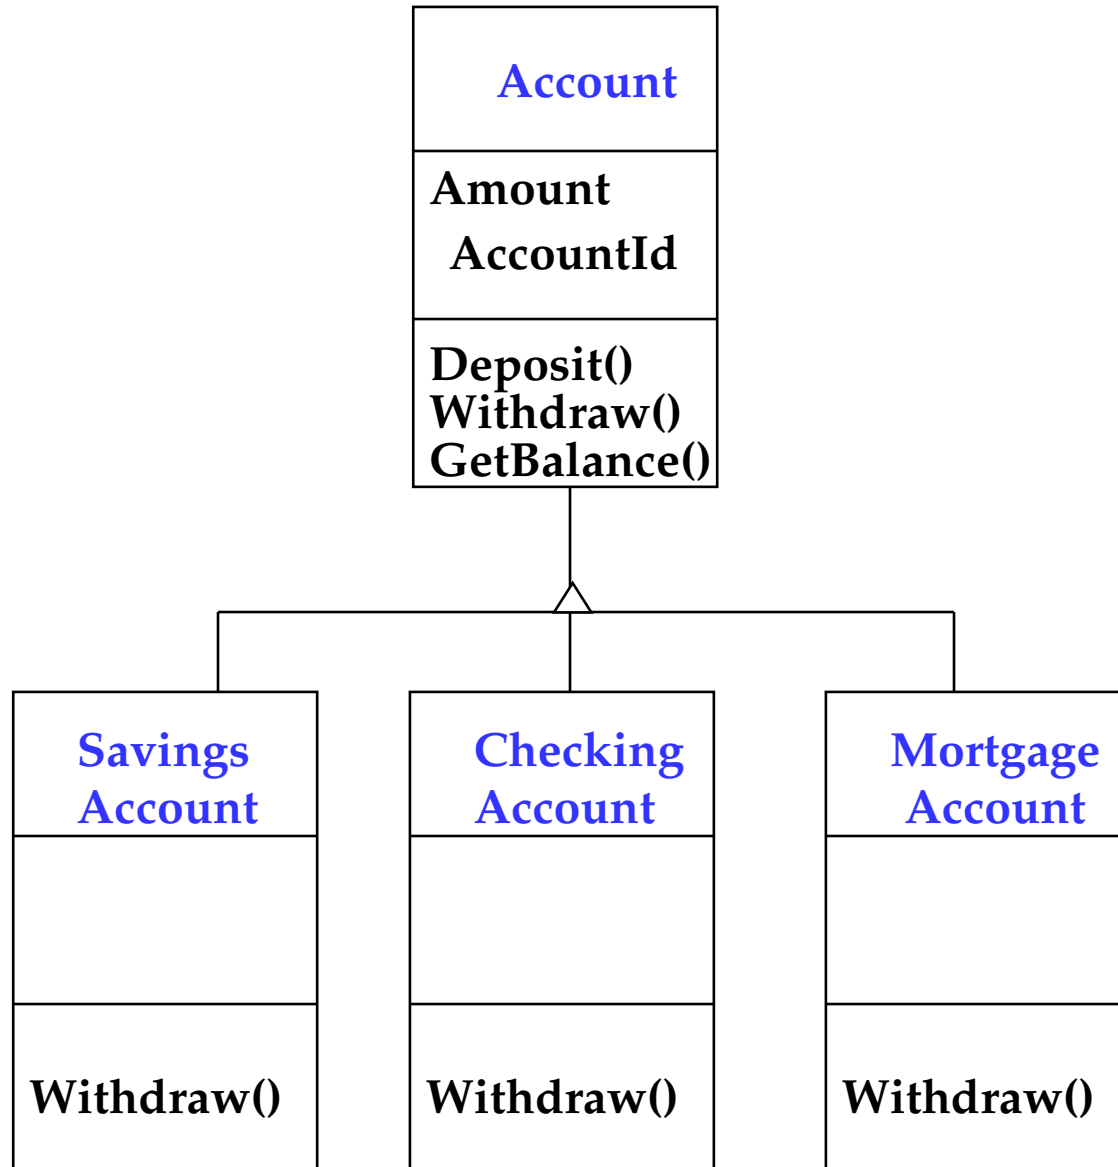 Account
Amount
AccountId
Deposit()
Withdraw()
GetBalance()
Savings
Account
Checking
Account
Mortgage
Account
Withdraw()
Withdraw()
Withdraw()